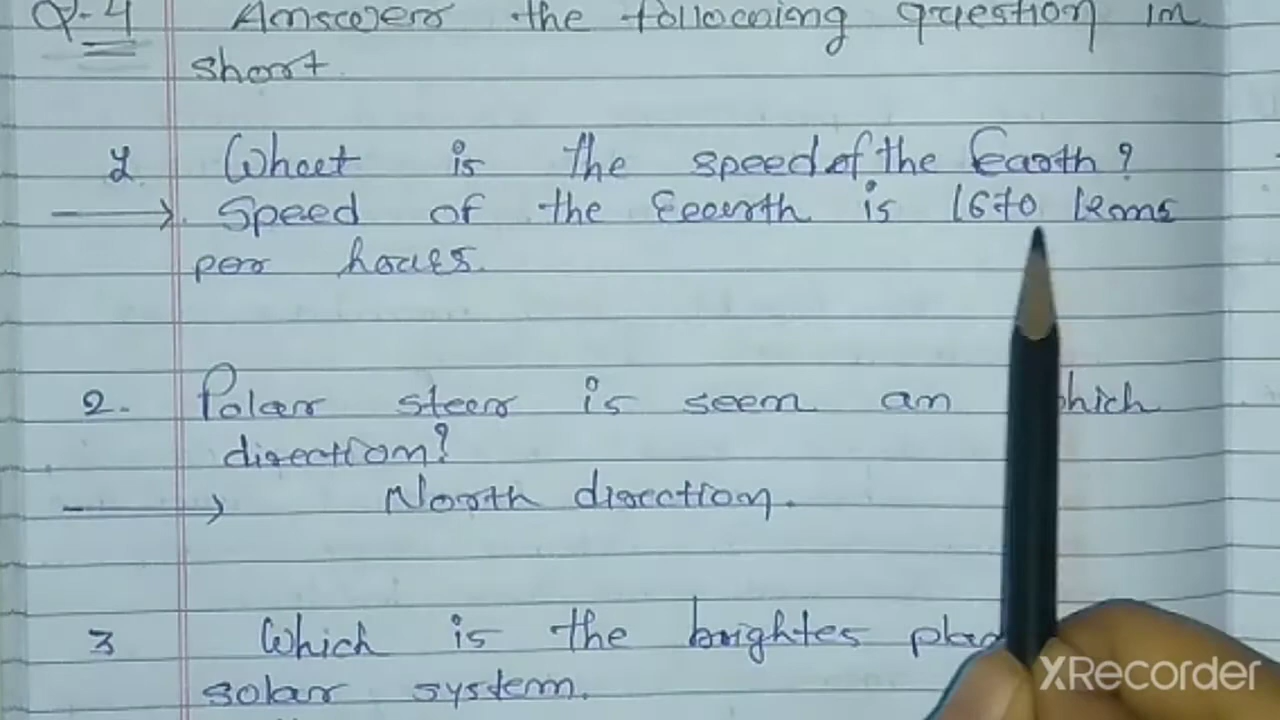 Q-4 Answers the following question in
short
1. What is the speed of the Earth?
Speed of the Earth is 1670 kms
per hours.
2. Polar star is seen an which
direction?
North direction.
3 Which is the brightes
solar system.
XRecorder